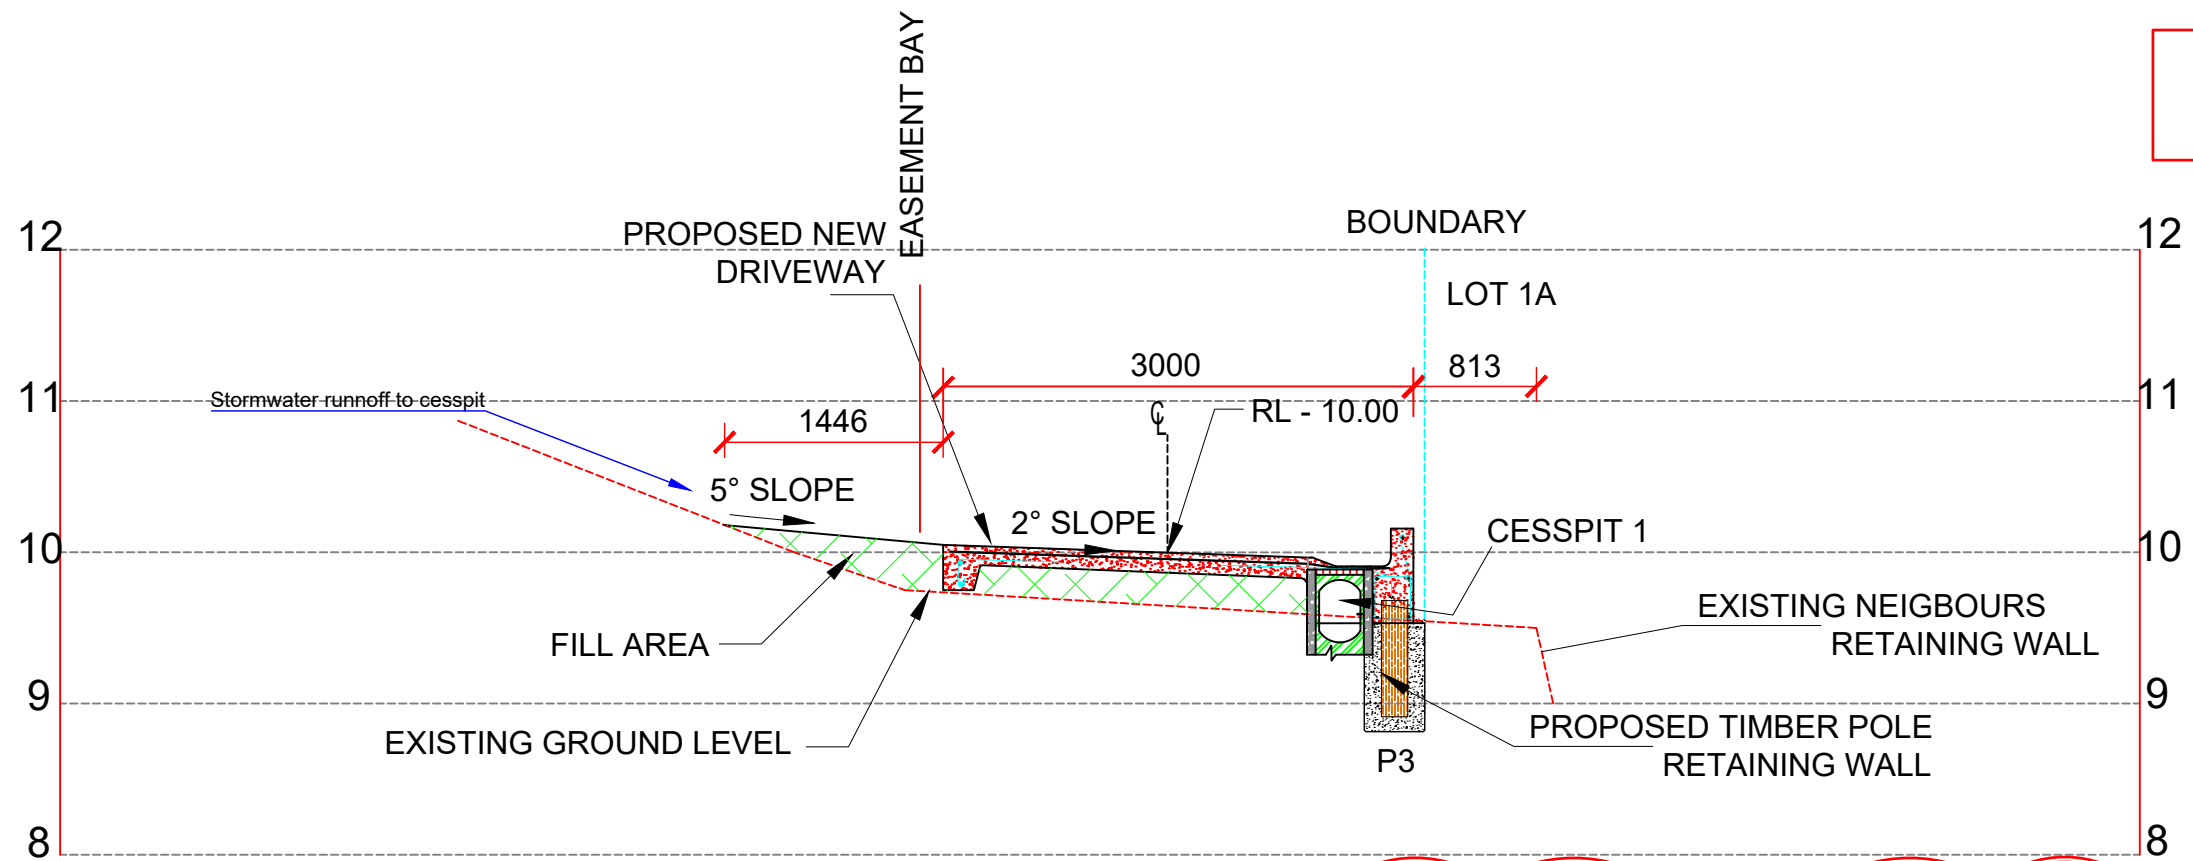 EASEMENT BAY
BOUNDARY
12
PROPOSED NEW
DRIVEWAY
12
LOT 1A
3000
813
11
Stormwater runnoff to cesspit
1446
℄
RL - 10.00
11
5° SLOPE
2° SLOPE
CESSPIT 1
10
10
FILL AREA
EXISTING NEIGBOURS
RETAINING WALL
9
9
EXISTING GROUND LEVEL
PROPOSED TIMBER POLE
RETAINING WALL
P3
8
8